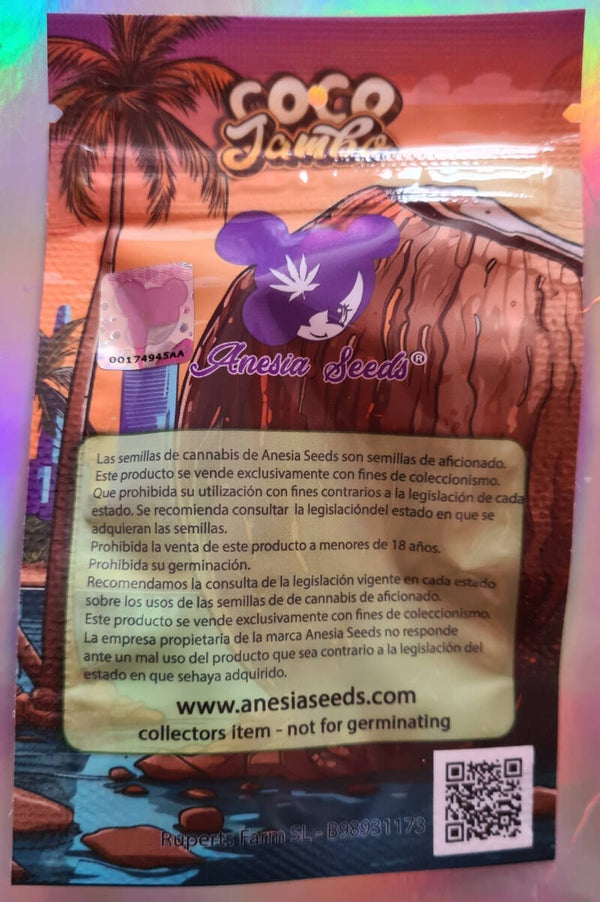 COCO
Jambo
0017494SAA
Anesia Seeds®
Las semillas de cannabis de Anesia Seeds son semillas de aficionado.
Este producto se vende exclusivamente con fines de coleccionismo.
Que prohibida su utilización con fines contrarios a la legislación de cada
estado. Se recomienda consultar la legislacióndel estado en que se
adquieran las semillas.
Prohibida la venta de este producto a menores de 18 años.
Prohibida su germinación.
Recomendamos la consulta de la legislación vigente en cada estado
sobre los usos de las semillas de de cannabis de aficionado.
Este producto se vende exclusivamente con fines de coleccionismo.
La empresa propietaria de la marca Anesia Seeds no responde
ante un mal uso del producto que sea contrario a la legislación del
estado en que sehaya adquirido.
www.anesiaseeds.com
collectors item - not for germinating
Ruperts Farm SL - B98931173